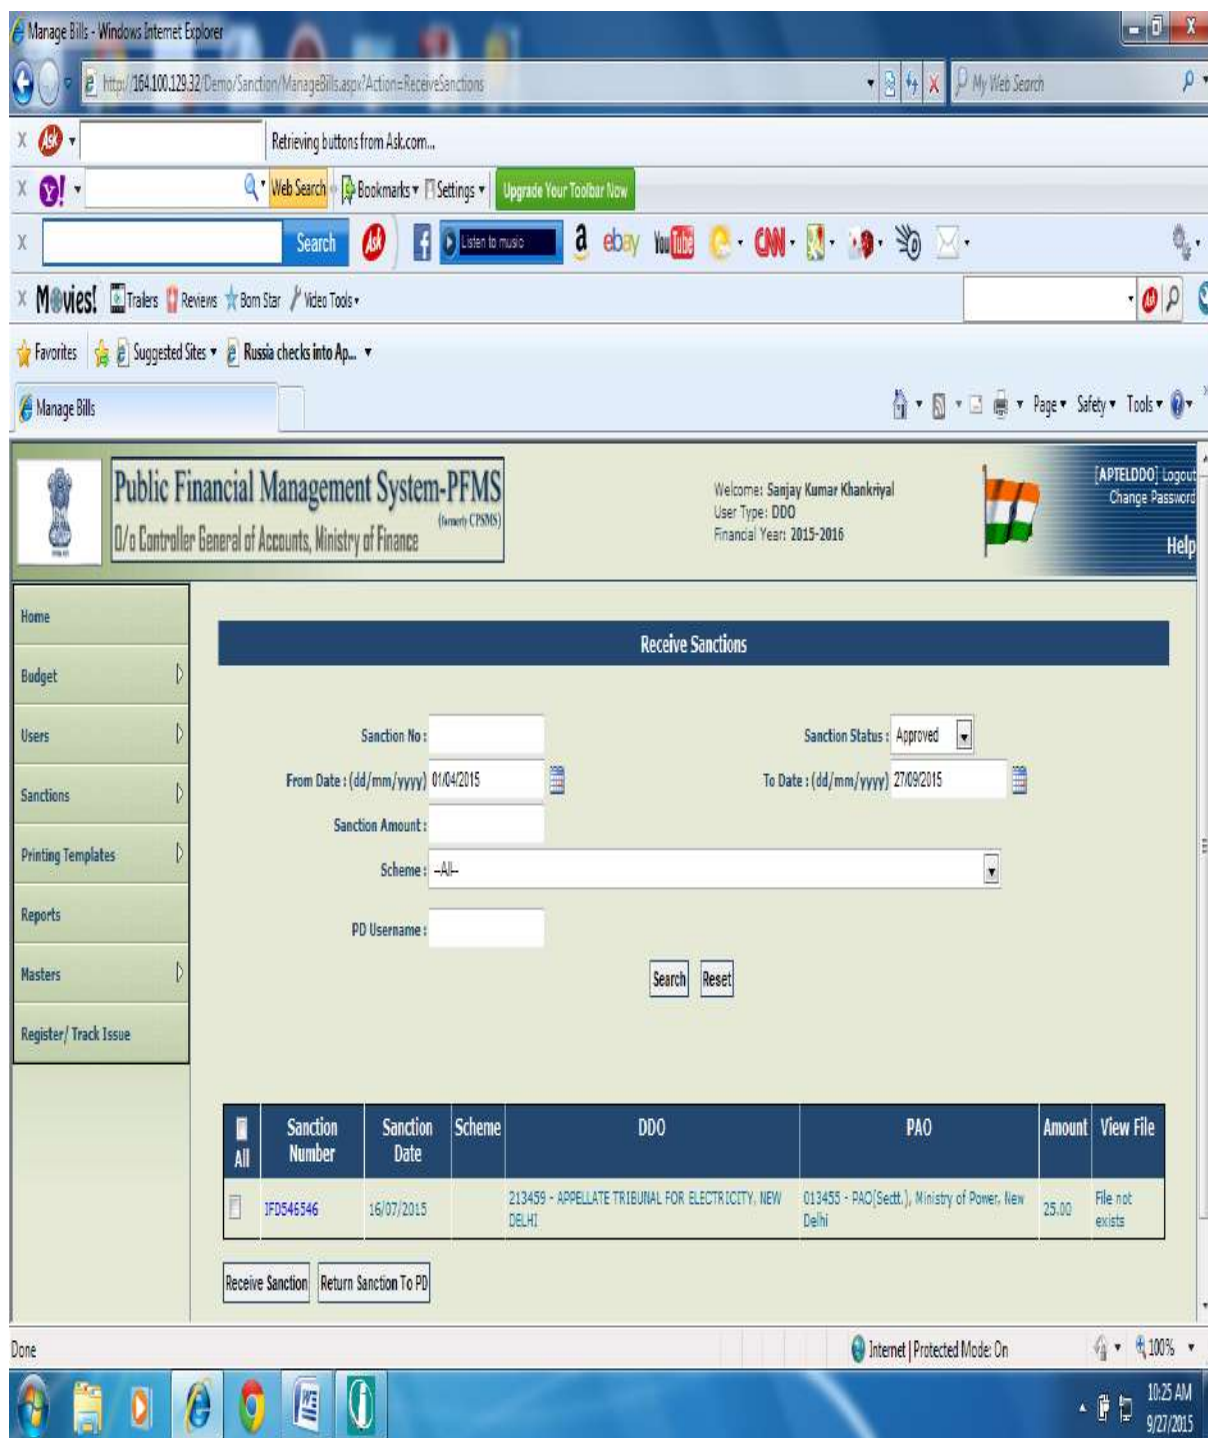 Manage Bills - Windows Internet Explorer
http://164.100.129.32/Demo/Sanction/ManageBills.aspx?Action=ReceiveSanctions
My Web Search
X Ask Retrieving buttons from Ask.com...
X Y! Web Search Bookmarks Settings Upgrade Your Toolbar Now
X Search Ask f Listen to music a ebay YouTube CNN
X Movies! Trailers Reviews Born Star Video Tools Ask
Favorites Suggested Sites Russia checks into Ap...
Manage Bills Page Safety Tools
Public Financial Management System-PFMS
(formerly CPSMS)
O/o Controller General of Accounts, Ministry of Finance
Welcome: Sanjay Kumar Khankriyal
User Type: DDO
Financial Year: 2015-2016
[APTELDDO] Logout
Change Password
Help
Home
Budget
Users
Sanctions
Printing Templates
Reports
Masters
Register/ Track Issue
Receive Sanctions
Sanction No : Sanction Status : Approved
From Date : (dd/mm/yyyy) 01/04/2015 To Date : (dd/mm/yyyy) 27/09/2015
Sanction Amount :
Scheme : --All--
PD Username :
Search Reset
All Sanction Number Sanction Date Scheme DDO PAO Amount View File
IFD546546 16/07/2015 213459 - APPELLATE TRIBUNAL FOR ELECTRICITY, NEW DELHI 013455 - PAO(Sectt.), Ministry of Power, New Delhi 25.00 File not exists
Receive Sanction Return Sanction To PD
Done Internet | Protected Mode: On 100%
10:25 AM
9/27/2015